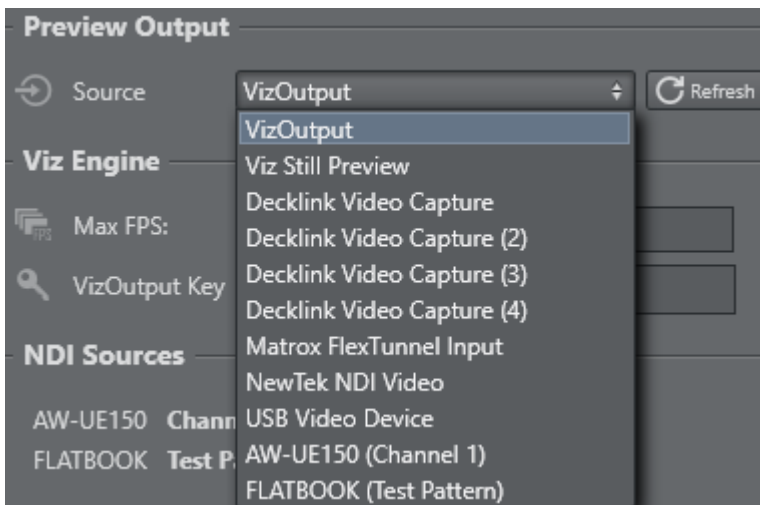 Preview Output
Source VizOutput Refresh
VizOutput
Viz Engine
Viz Still Preview
Decklink Video Capture
Max FPS:
Decklink Video Capture (2)
Decklink Video Capture (3)
VizOutput Key
Decklink Video Capture (4)
Matrox FlexTunnel Input
NDI Sources
NewTek NDI Video
USB Video Device
AW-UE150 Chann
AW-UE150 (Channel 1)
FLATBOOK Test P
FLATBOOK (Test Pattern)